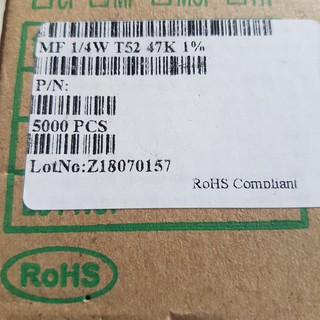 MF 1/4W T52 47K 1%
P/N:
5000 PCS
LotNo:Z18070157
RoHS Compliant
RoHS